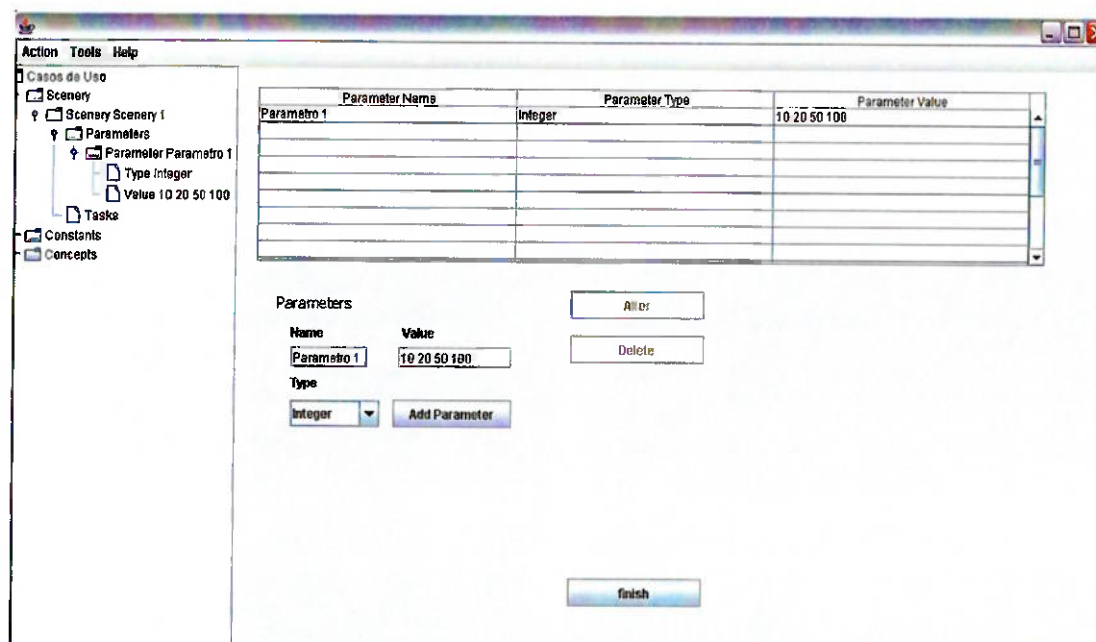 Action Tools Help
Casos de Uso
Scenery
Scenery Scenery 1
Parameters
Parameter Parametro 1
Type Integer
Value 10 20 50 100
Tasks
Constants
Concepts
Parameter Name Parameter Type Parameter Value
Parametro 1 Integer 10 20 50 100
Parameters
Name Value
Parametro 1 10 20 50 100
Type
Integer Add Parameter
Alter
Delete
finish